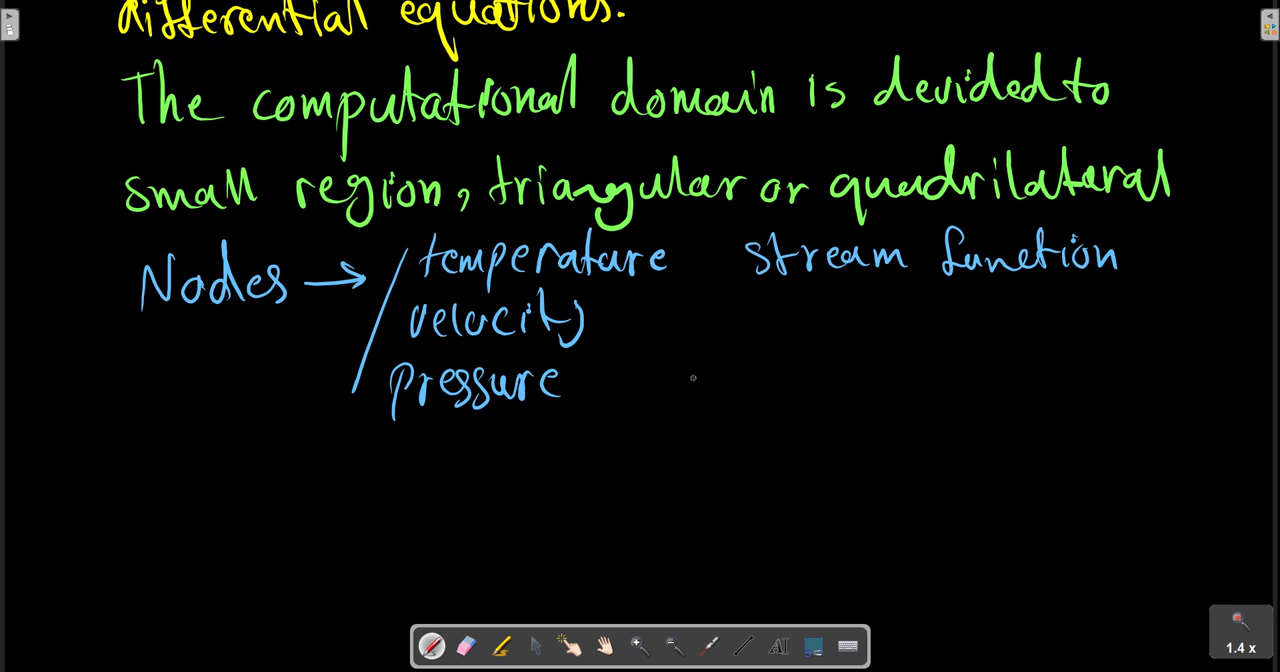 differential equations.
The computational domain is devided to
small region, triangular or quadrilateral
Nodes → temperature stream function
velocity
pressure
AI
1.4 x